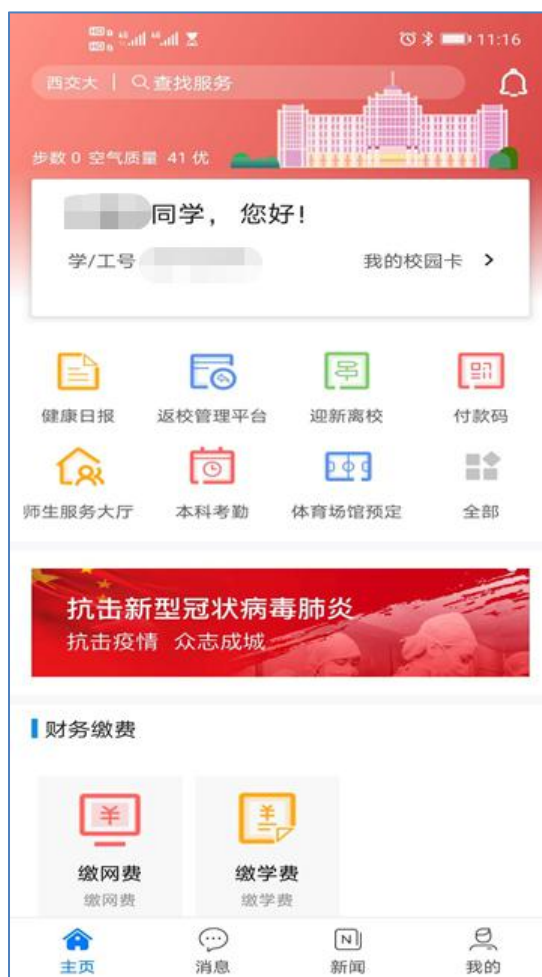 11:16
西交大 | 查找服务
步数 0 空气质量 41 优
同学，您好！
学/工号
我的校园卡 >
健康日报 返校管理平台 迎新离校 付款码
师生服务大厅 本科考勤 体育场馆预定 全部
抗击新型冠状病毒肺炎
抗击疫情 众志成城
财务缴费
缴网费 缴学费
缴网费 缴学费
主页 消息 新闻 我的